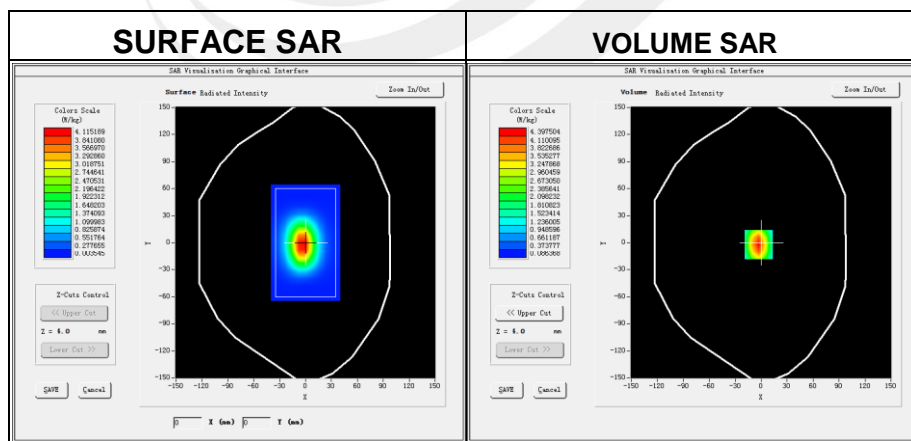 SURFACE SAR
VOLUME SAR
SAR Visualisation Graphical Interface
Surface Radiated Intensity
Zoom In/Out
Colors Scale
(W/kg)
4.115189
3.841080
3.566970
3.292860
3.018751
2.744641
2.470531
2.196422
1.922312
1.648203
1.374093
1.099983
0.825874
0.551764
0.277655
0.003545
Z-Cuts Control
<< Upper Cut
Z = 4.0 mm
Lower Cut >>
SAVE
Cancel
150
120
90
60
30
0
-30
-60
-90
-120
-150
Y
-150 -120 -90 -60 -30 0 30 60 90 120 150
X
0 X (mm) 0 Y (mm)
SAR Visualisation Graphical Interface
Volume Radiated Intensity
Zoom In/Out
Colors Scale
(W/kg)
4.397504
4.110095
3.822686
3.535277
3.247868
2.960459
2.673050
2.385641
2.098232
1.810823
1.523414
1.236005
0.948596
0.661187
0.373777
0.086368
Z-Cuts Control
<< Upper Cut
Z = 4.0 mm
Lower Cut >>
SAVE
Cancel
150
120
90
60
30
0
-30
-60
-90
-120
-150
Y
-150 -120 -90 -60 -30 0 30 60 90 120 150
X